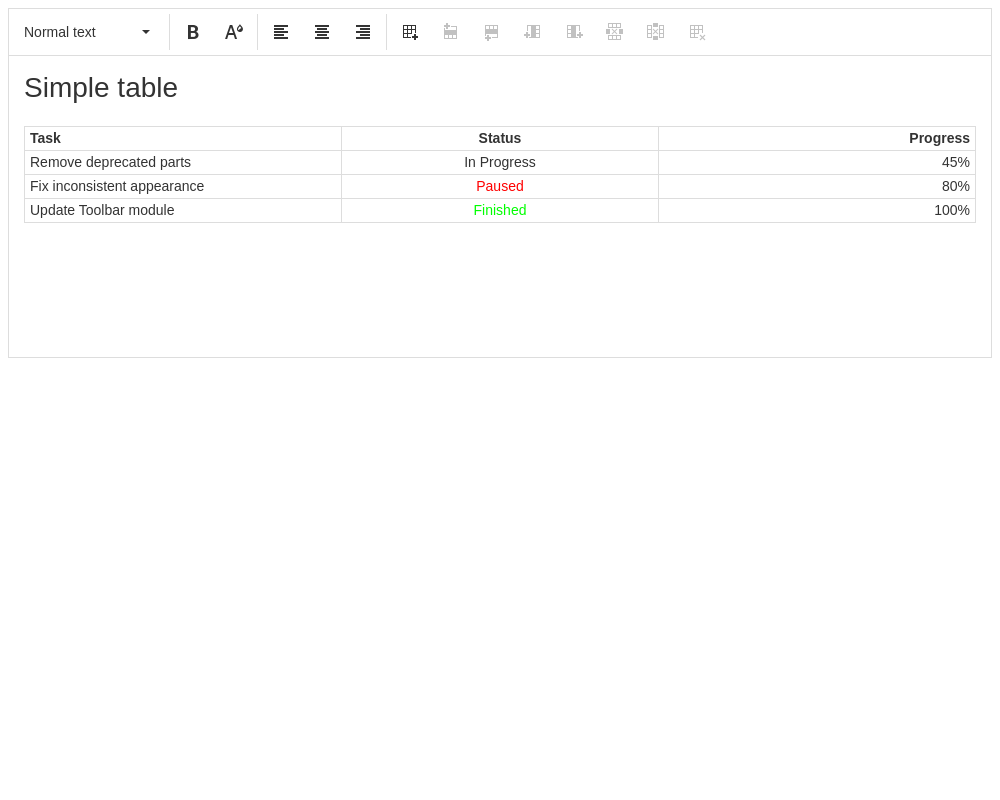 Normal text
Simple table
Task Status Progress
Remove deprecated parts In Progress 45%
Fix inconsistent appearance Paused 80%
Update Toolbar module Finished 100%